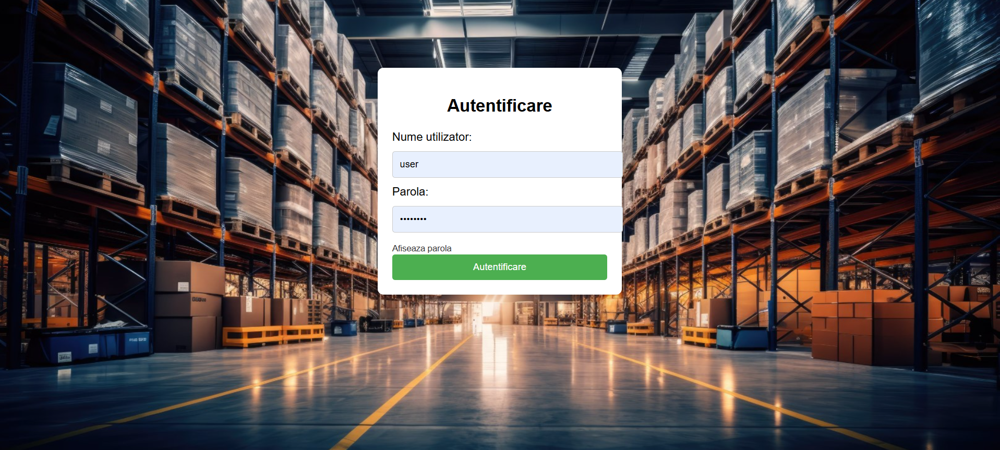 Autentificare
Nume utilizator:
user
Parola:
••••••••
Afiseaza parola
Autentificare